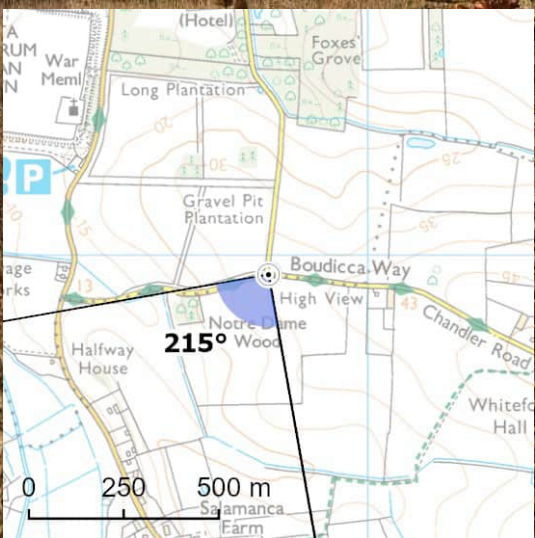 (Hotel)
Foxes'
Grove
A
RUM
AN
N
War
Meml
Long Plantation
20
30
25
P
Gravel Pit
Plantation
15
10
35
45
Boudicca Way
age
rks
13
High View
43
Chandler Road
Notre Dame
Wood
215°
Halfway
House
Whitefo
Hall
0 250 500 m
Salamanca
Farm